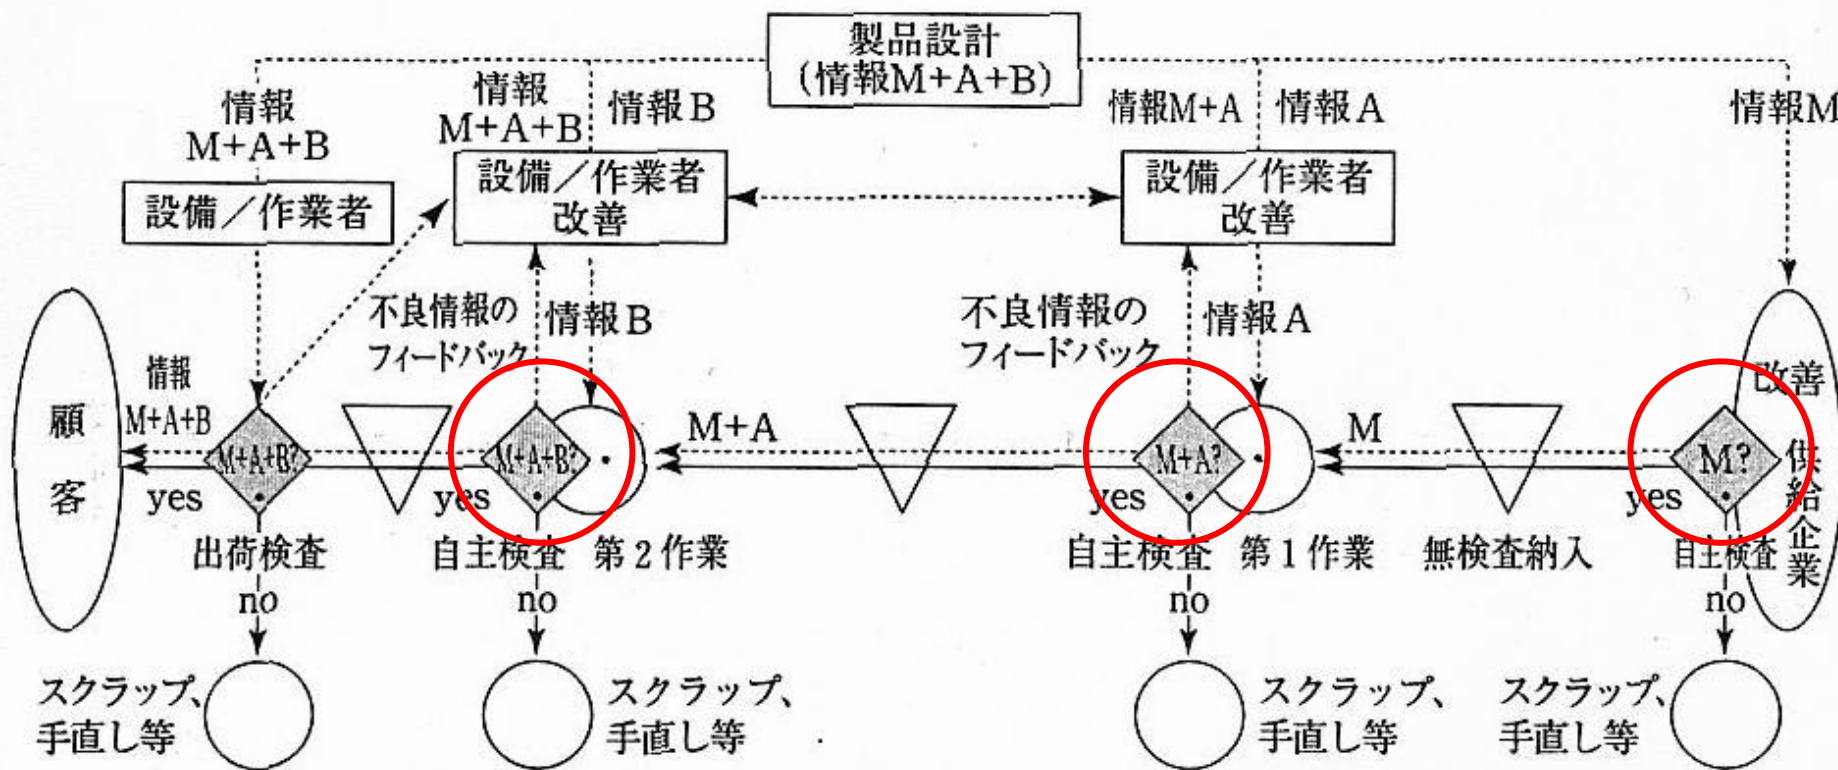 製品設計
(情報M+A+B)
情報
M+A+B
情報
M+A+B
情報B
情報M+A
情報A
情報M
設備/作業者
設備/作業者
改善
設備/作業者
改善
不良情報の
フィードバック
情報B
不良情報の
フィードバック
情報A
顧客
情報
M+A+B
M+A+B?
M+A+B?
M+A
M+A?
M
M?
改善
供給企業
yes
yes
yes
yes
出荷検査
自主検査
第2作業
自主検査
第1作業
無検査納入
自主検査
no
no
no
no
スクラップ、
手直し等
スクラップ、
手直し等
スクラップ、
手直し等
スクラップ、
手直し等